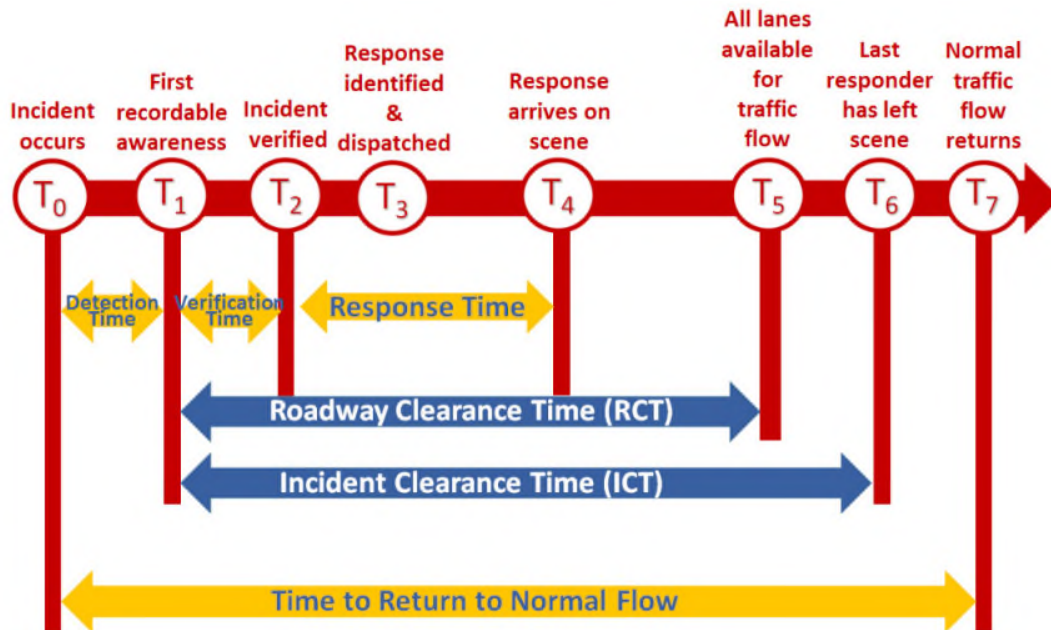 Incident
occurs
First
recordable
awareness
Incident
verified
Response
identified
&
dispatched
Response
arrives on
scene
All lanes
available
for
traffic
flow
Last
responder
has left
scene
Normal
traffic
flow
returns
T0 T1 T2 T3 T4 T5 T6 T7
Detection
Time
Verification
Time
Response Time
Roadway Clearance Time (RCT)
Incident Clearance Time (ICT)
Time to Return to Normal Flow